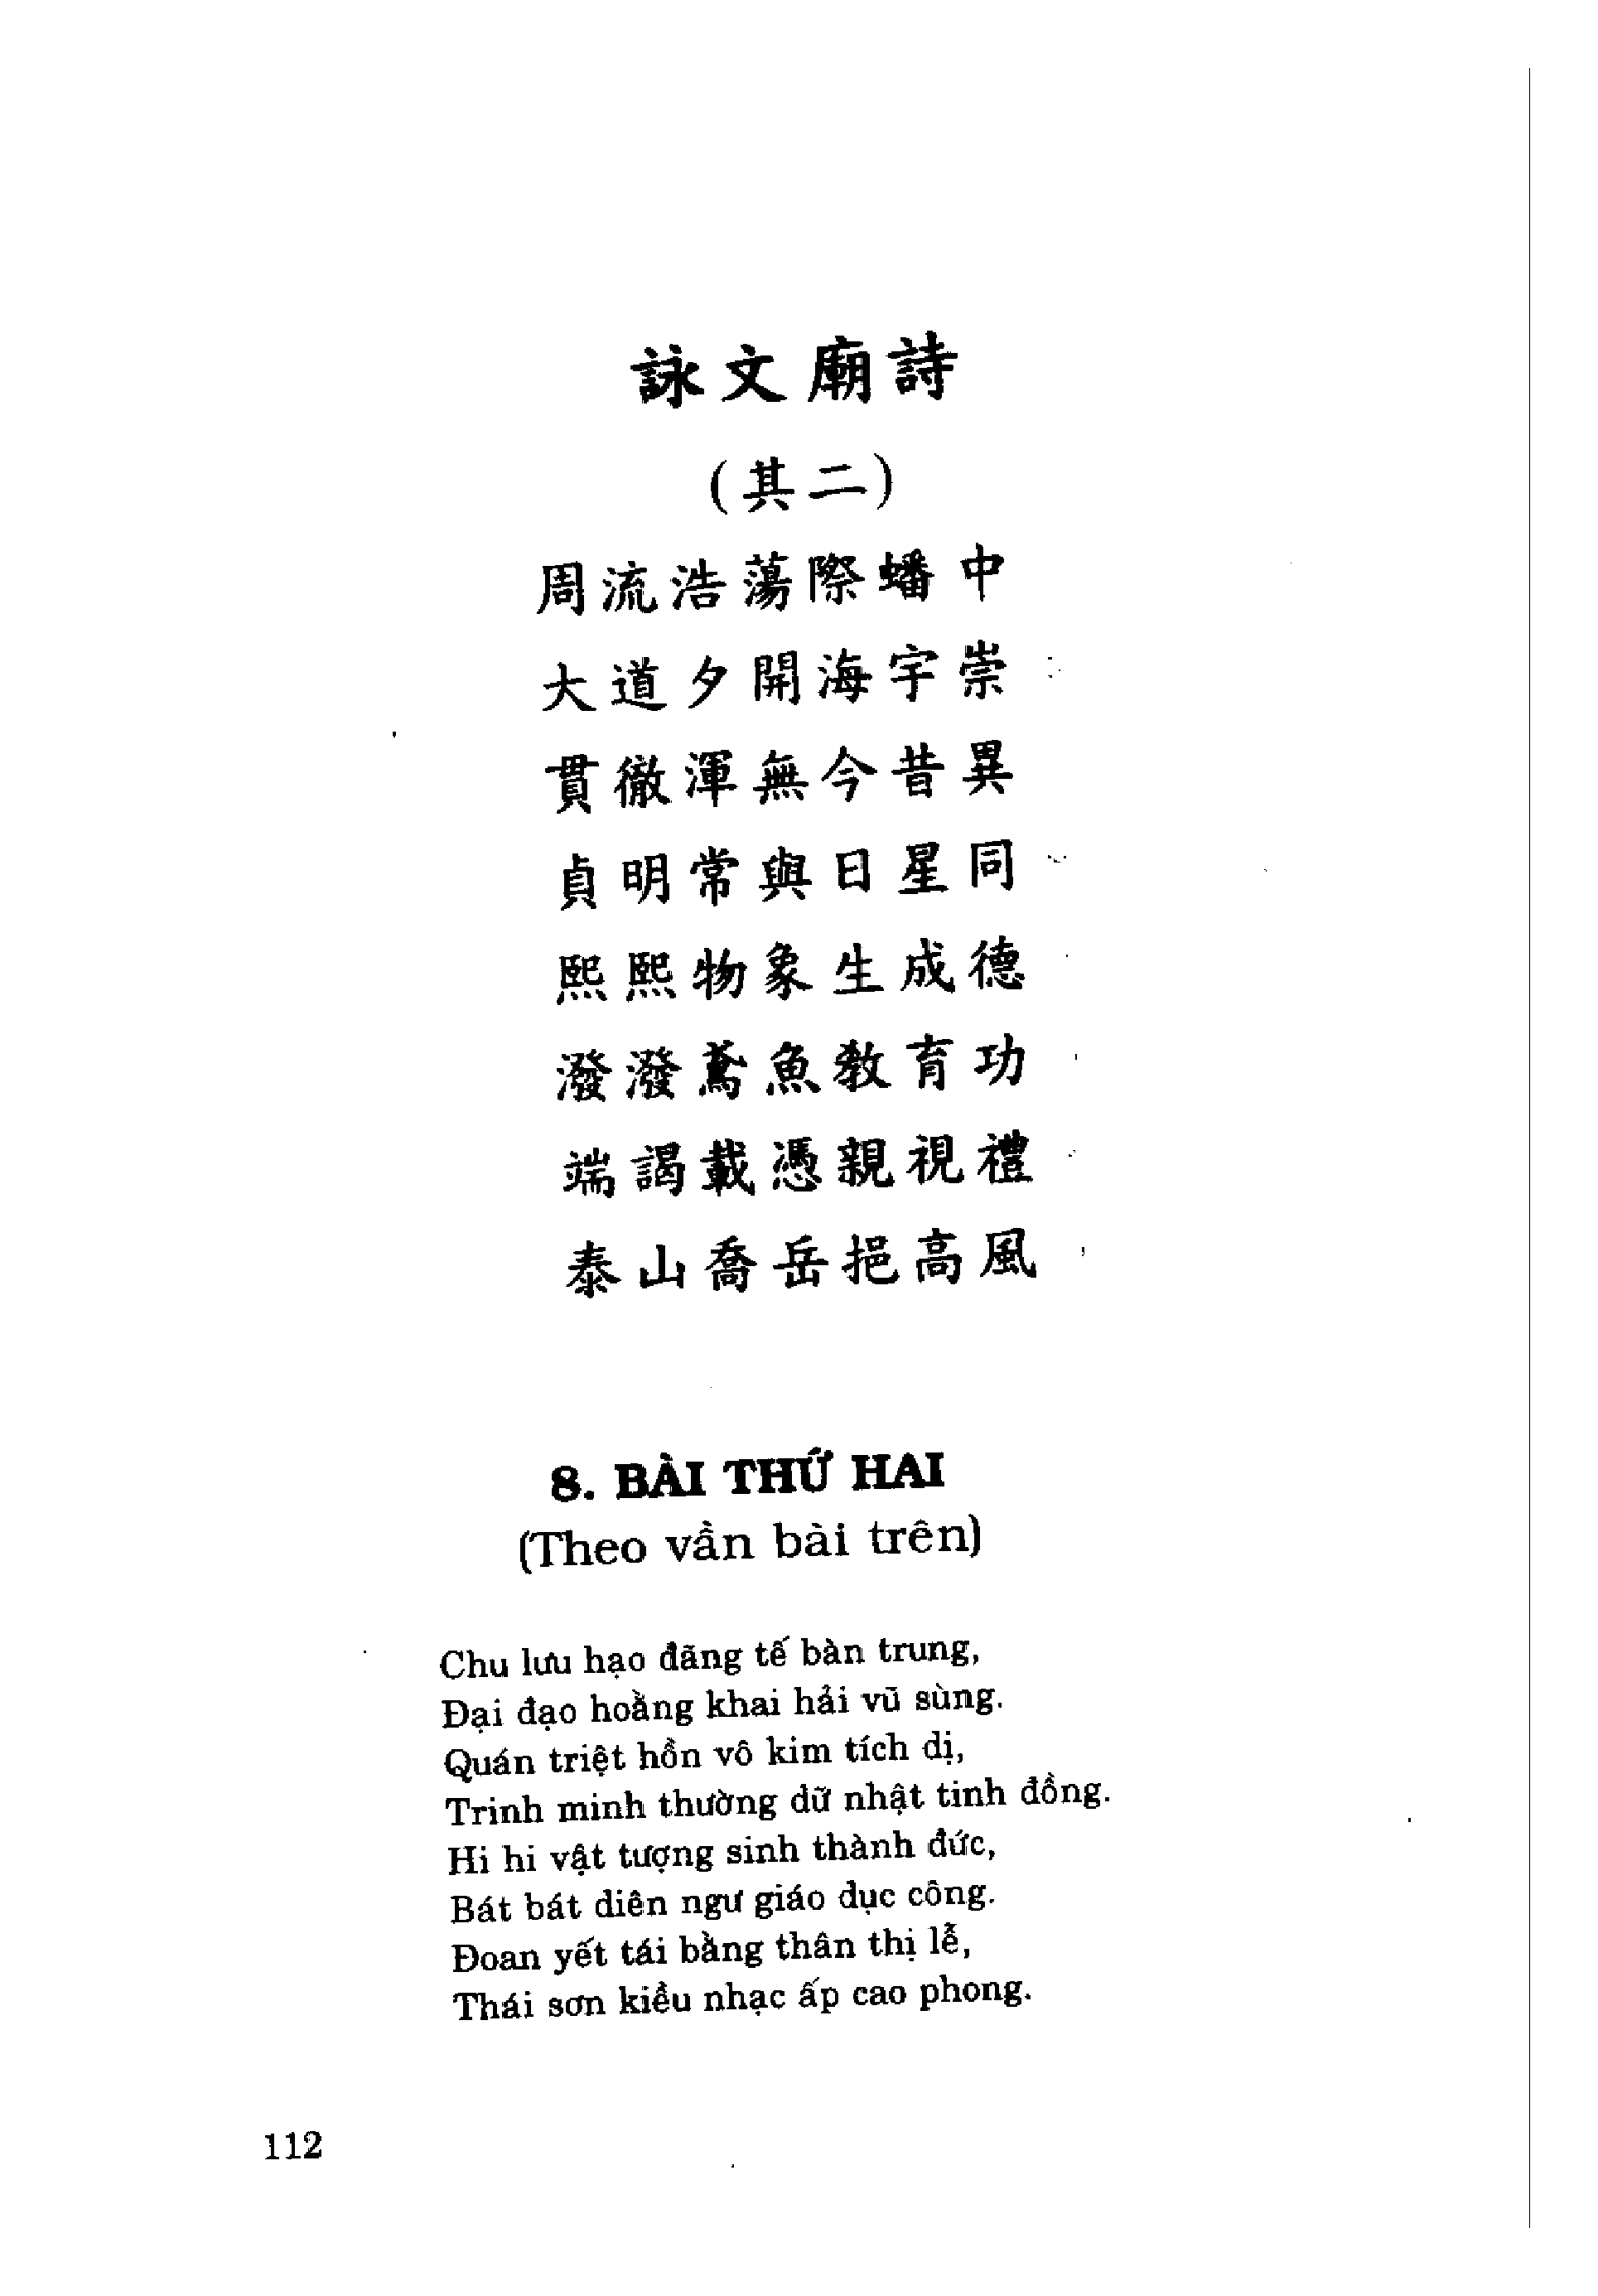 詠文廟詩
(其二)
周流浩蕩際蟠中
大道夕開海宇崇
貫徹渾無今昔異
貞明常與日星同
熙熙物象生成德
潑潑鳶魚教育功
端謁載憑親視禮
泰山喬岳挹高風
8. BÀI THỨ HAI
(Theo vần bài trên)
Chu lưu hạo đãng tế bàn trung,
Đại đạo hoằng khai hải vũ sùng.
Quán triệt hồn vô kim tích dị,
Trinh minh thường dữ nhật tinh đồng.
Hi hi vật tượng sinh thành đức,
Bát bát diên ngư giáo dục công.
Đoan yết tái bằng thân thị lễ,
Thái sơn kiều nhạc ấp cao phong.
112